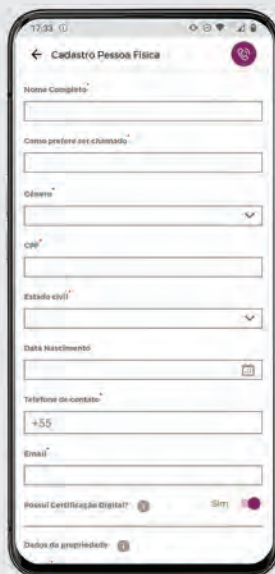 17:33
Cadastro Pessoa Física
Nome Completo*
Como prefere ser chamado*
Gênero*
CPF*
Estado civil*
Data Nascimento
Telefone de contato*
+55
Email*
Possui Certificação Digital? Sim
Dados da propriedade